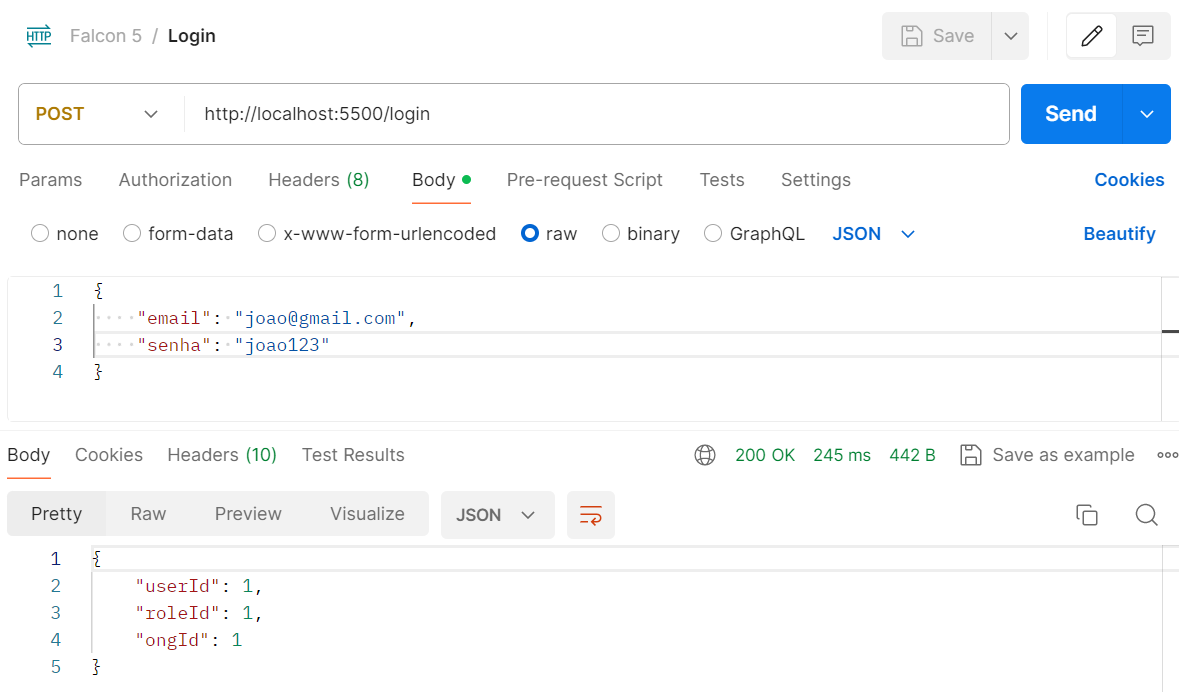 HTTP Falcon 5 / Login Save
POST http://localhost:5500/login Send
Params Authorization Headers (8) Body Pre-request Script Tests Settings Cookies
none form-data x-www-form-urlencoded raw binary GraphQL JSON Beautify
1 {
2 "email": "joao@gmail.com",
3 "senha": "joao123"
4 }
Body Cookies Headers (10) Test Results 200 OK 245 ms 442 B Save as example
Pretty Raw Preview Visualize JSON
1 {
2 "userId": 1,
3 "roleId": 1,
4 "ongId": 1
5 }